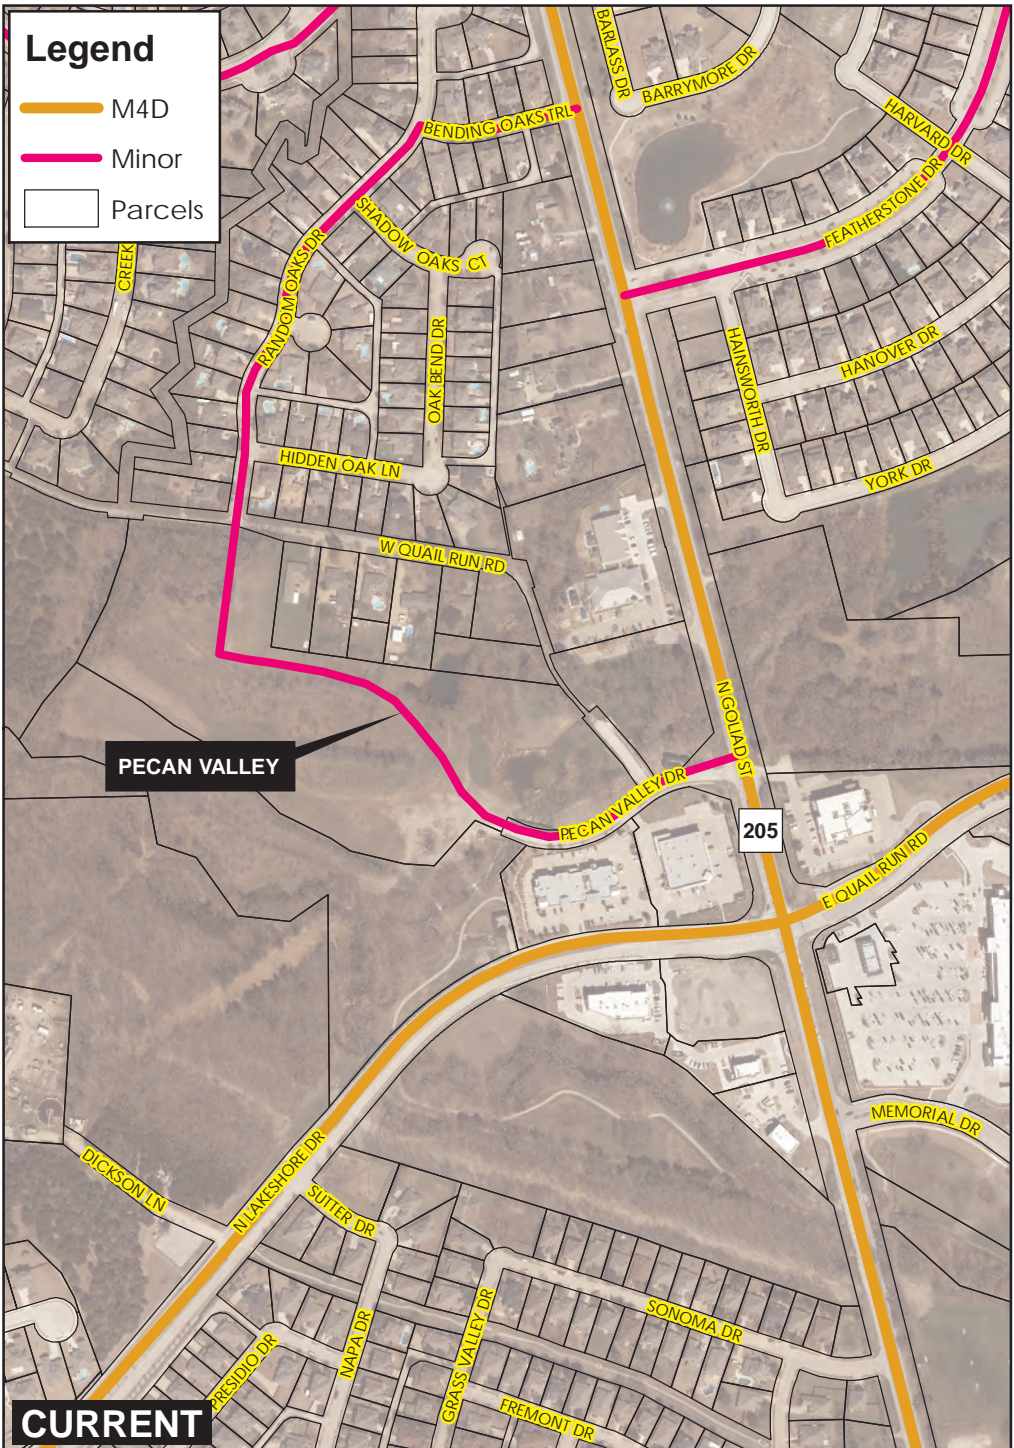 Legend
M4D
Minor
Parcels
BARLASS DR
BARRYMORE DR
HARVARD DR
BENDING OAKS TRL
FEATHERSTONE DR
SHADOW OAKS CT
CREEK
RANDOM OAKS DR
OAK BEND DR
HAINSWORTH DR
HANOVER DR
HIDDEN OAK LN
YORK DR
W QUAIL RUN RD
N GOLIAD ST
PECAN VALLEY
PECAN VALLEY DR
205
E QUAIL RUN RD
MEMORIAL DR
N LAKESHORE DR
DICKSON LN
SUTTER DR
SONOMA DR
NAPA DR
GRASS VALLEY DR
PRESIDIO DR
FREMONT DR
CURRENT